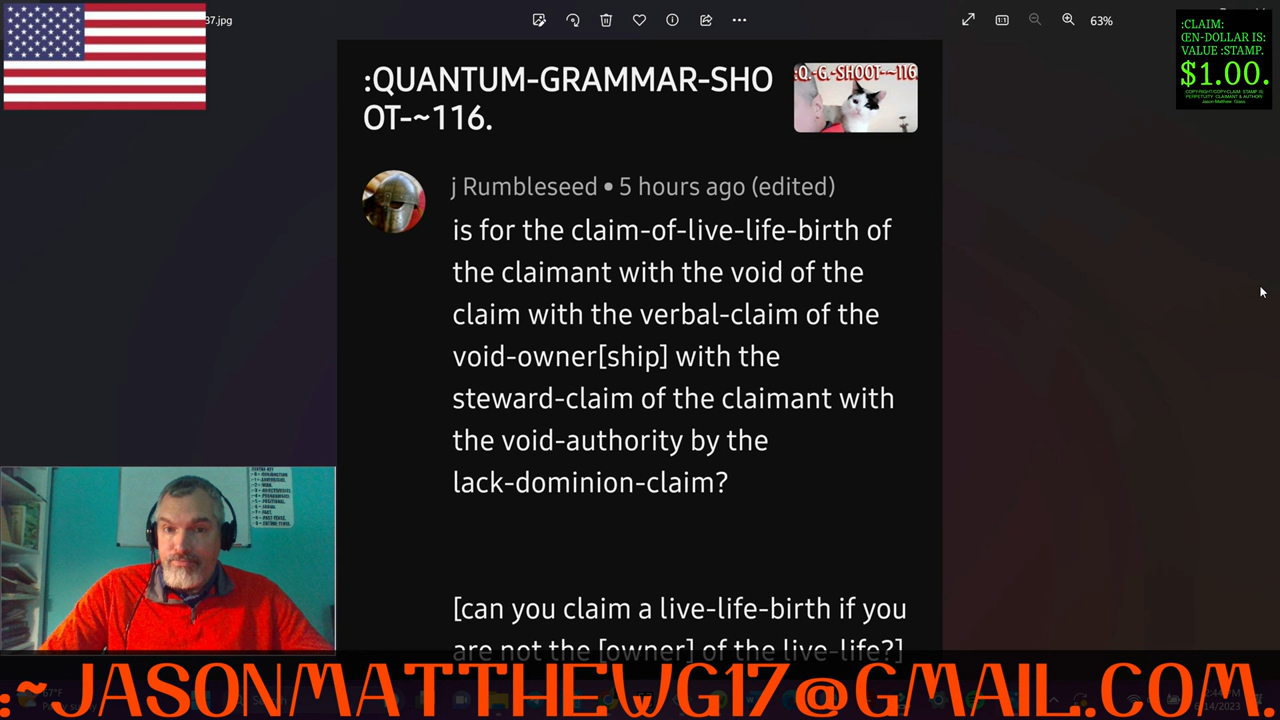 37.jpg
63%
:CLAIM:
ŒN-DOLLAR IS:
VALUE :STAMP.
$1.00.
:QUANTUM-GRAMMAR-SHO
OT-~116.
:Q.-G.-SHOOT-~~116
j Rumbleseed • 5 hours ago (edited)
is for the claim-of-live-life-birth of
the claimant with the void of the
claim with the verbal-claim of the
void-owner[ship] with the
steward-claim of the claimant with
the void-authority by the
lack-dominion-claim?
[can you claim a live-life-birth if you
are not the [owner] of the live-life?]
:~ JASONMATTHEWG17@GMAIL.COM.